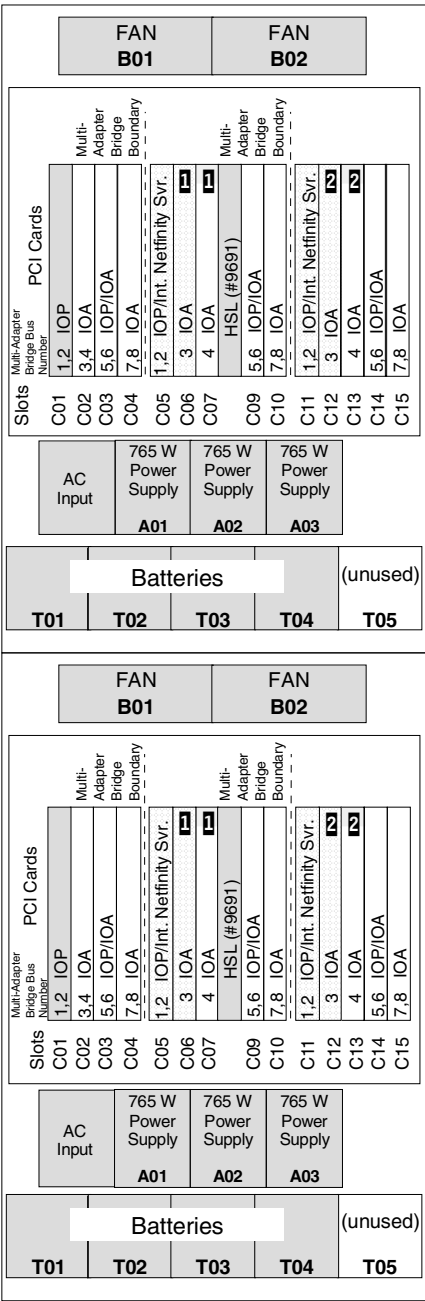 FAN
B01
FAN
B02
Multi-
Adapter
Bridge
Boundary
Multi-
Adapter
Bridge
Boundary
Slots
Multi-Adapter
Bridge Bus
Number
PCI Cards
C01 1,2 IOP
C02 3,4 IOA
C03 5,6 IOP/IOA
C04 7,8 IOA
C05 1,2 IOP/Int. Netfinity Svr.
C06 3 IOA 1
C07 4 IOA 1
HSL (#9691)
C09 5,6 IOP/IOA
C10 7,8 IOA
C11 1,2 IOP/Int. Netfinity Svr.
C12 3 IOA 2
C13 4 IOA 2
C14 5,6 IOP/IOA
C15 7,8 IOA
AC
Input
765 W
Power
Supply
A01
765 W
Power
Supply
A02
765 W
Power
Supply
A03
Batteries
(unused)
T01 T02 T03 T04 T05
FAN
B01
FAN
B02
Multi-
Adapter
Bridge
Boundary
Multi-
Adapter
Bridge
Boundary
Slots
Multi-Adapter
Bridge Bus
Number
PCI Cards
C01 1,2 IOP
C02 3,4 IOA
C03 5,6 IOP/IOA
C04 7,8 IOA
C05 1,2 IOP/Int. Netfinity Svr.
C06 3 IOA 1
C07 4 IOA 1
HSL (#9691)
C09 5,6 IOP/IOA
C10 7,8 IOA
C11 1,2 IOP/Int. Netfinity Svr.
C12 3 IOA 2
C13 4 IOA 2
C14 5,6 IOP/IOA
C15 7,8 IOA
AC
Input
765 W
Power
Supply
A01
765 W
Power
Supply
A02
765 W
Power
Supply
A03
Batteries
(unused)
T01 T02 T03 T04 T05